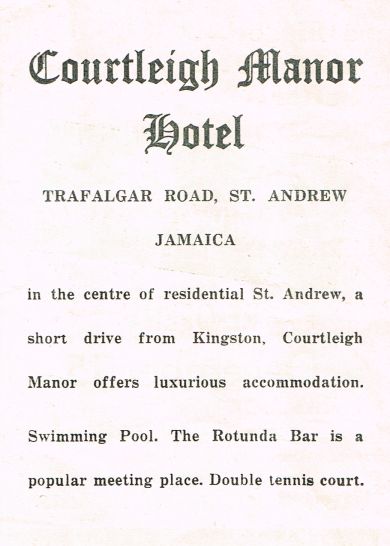 Courtleigh Manor
Hotel
TRAFALGAR ROAD, ST. ANDREW
JAMAICA
in the centre of residential St. Andrew, a
short drive from Kingston, Courtleigh
Manor offers luxurious accommodation.
Swimming Pool. The Rotunda Bar is a
popular meeting place. Double tennis court.